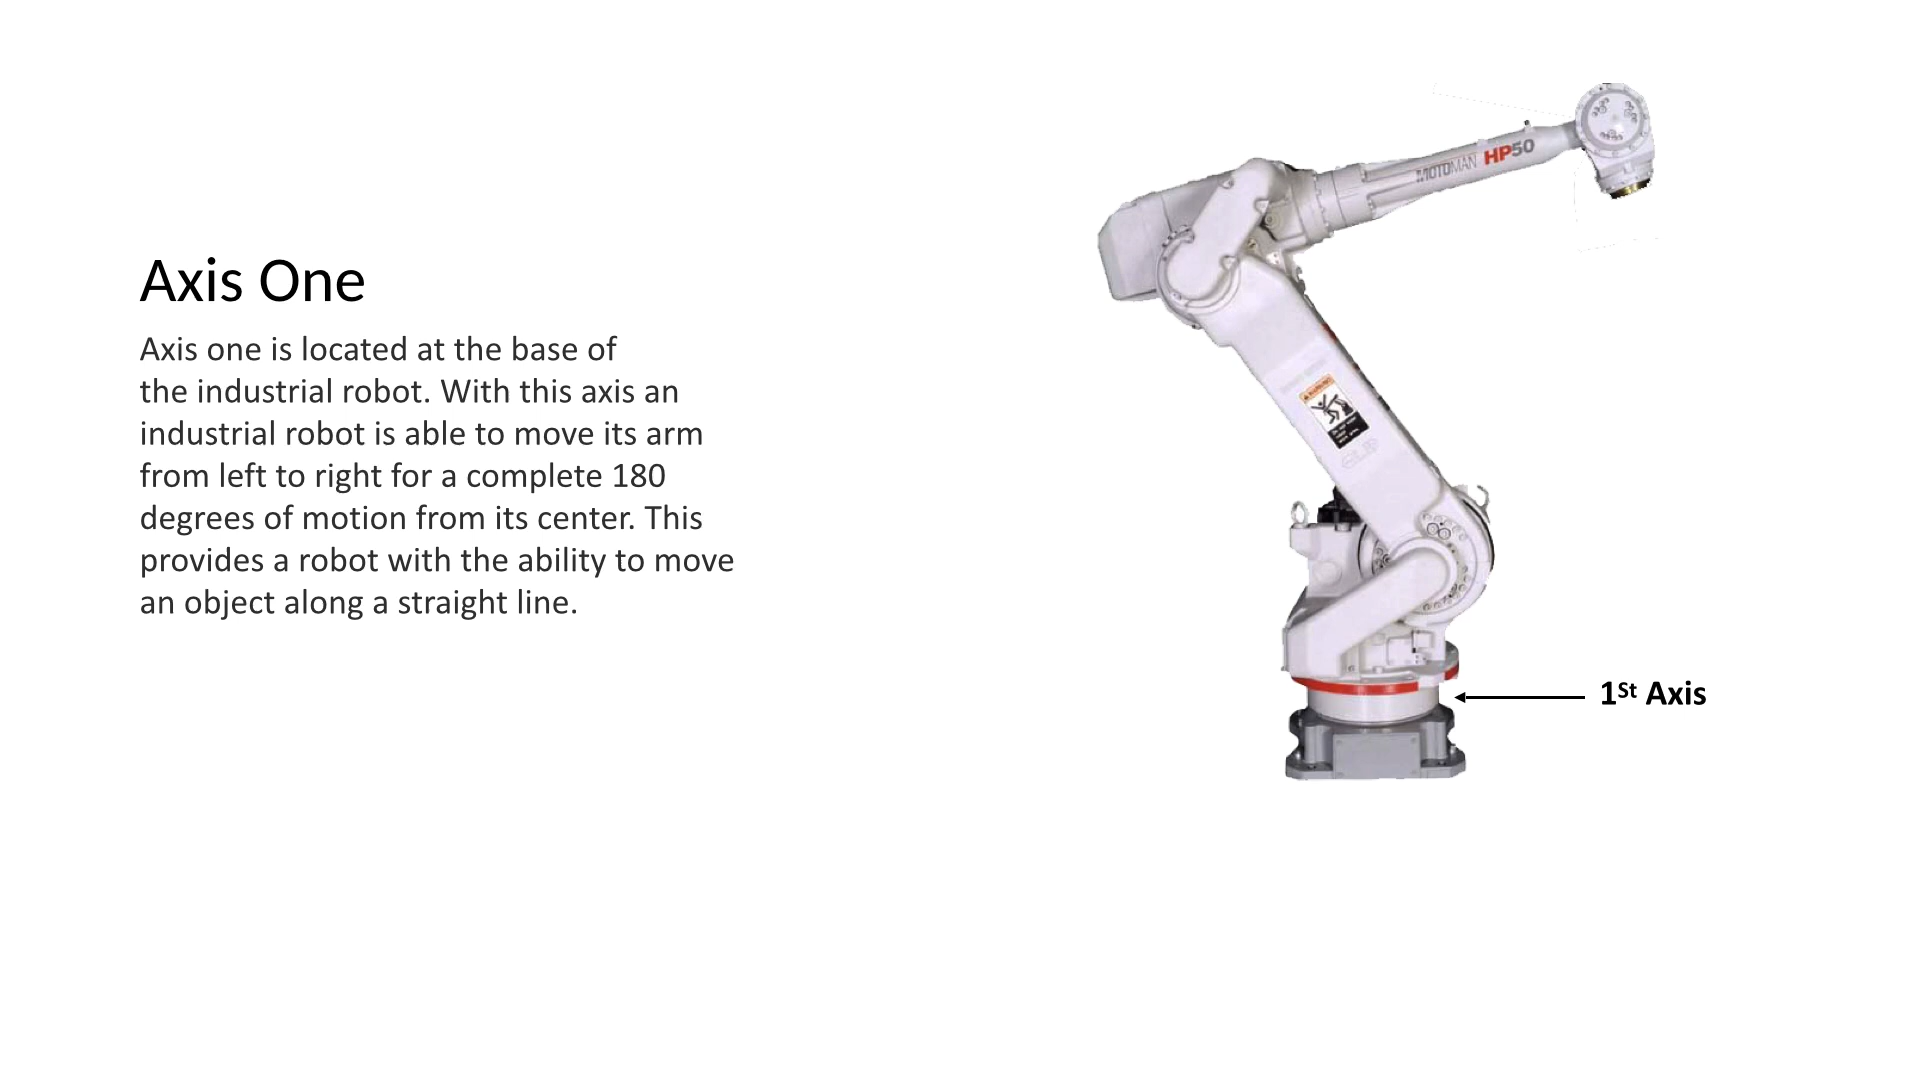 Axis One
Axis one is located at the base of
the industrial robot. With this axis an
industrial robot is able to move its arm
from left to right for a complete 180
degrees of motion from its center. This
provides a robot with the ability to move
an object along a straight line.
MOTOMAN HP50
1St Axis